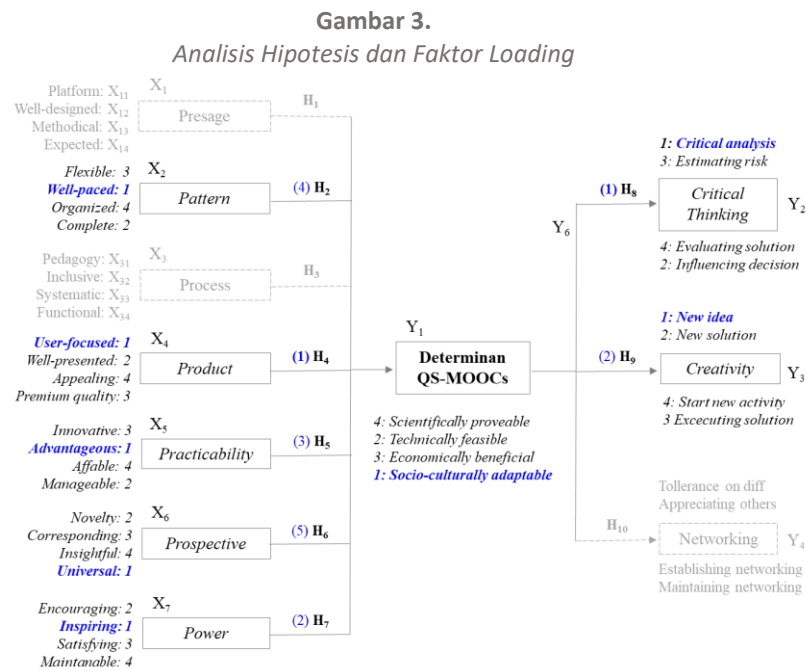 Gambar 3.
Analisis Hipotesis dan Faktor Loading
Platform: X₁₁
Well-designed: X₁₂
Methodical: X₁₃
Expected: X₁₄
X₁
Presage
H₁
Flexible: 3
Well-paced: 1
Organized: 4
Complete: 2
X₂
Pattern
(4) H₂
Pedagogy: X₃₁
Inclusive: X₃₂
Systematic: X₃₃
Functional: X₃₄
X₃
Process
H₃
User-focused: 1
Well-presented: 2
Appealing: 4
Premium quality: 3
X₄
Product
(1) H₄
Innovative: 3
Advantageous: 1
Affable: 4
Manageable: 2
X₅
Practicability
(3) H₅
Novelty: 2
Corresponding: 3
Insightful: 4
Universal: 1
X₆
Prospective
(5) H₆
Encouraging: 2
Inspiring: 1
Satisfying: 3
Maintanable: 4
X₇
Power
(2) H₇
Y₁
Determinan
QS-MOOCs
4: Scientifically proveable
2: Technically feasible
3: Economically beneficial
1: Socio-culturally adaptable
Y₆
1: Critical analysis
3: Estimating risk
(1) H₈
Critical
Thinking
Y₂
4: Evaluating solution
2: Influencing decision
1: New idea
2: New solution
(2) H₉
Creativity
Y₃
4: Start new activity
3 Excecuting solution
Tollerance on diff
Appreciating others
H₁₀
Networking
Y₄
Establishing networking
Maintaining networking